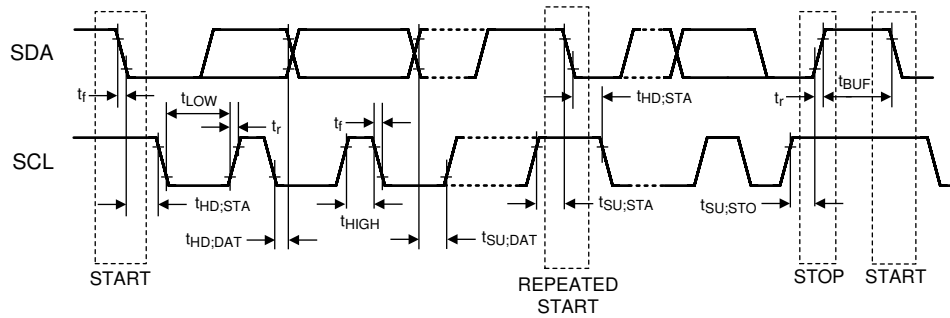 SDA
t_f
t_LOW
t_r
t_f
t_HD;STA
t_r
t_BUF
SCL
t_HD;STA
t_HD;DAT
t_HIGH
t_SU;DAT
t_SU;STA
t_SU;STO
START
REPEATED
START
STOP
START